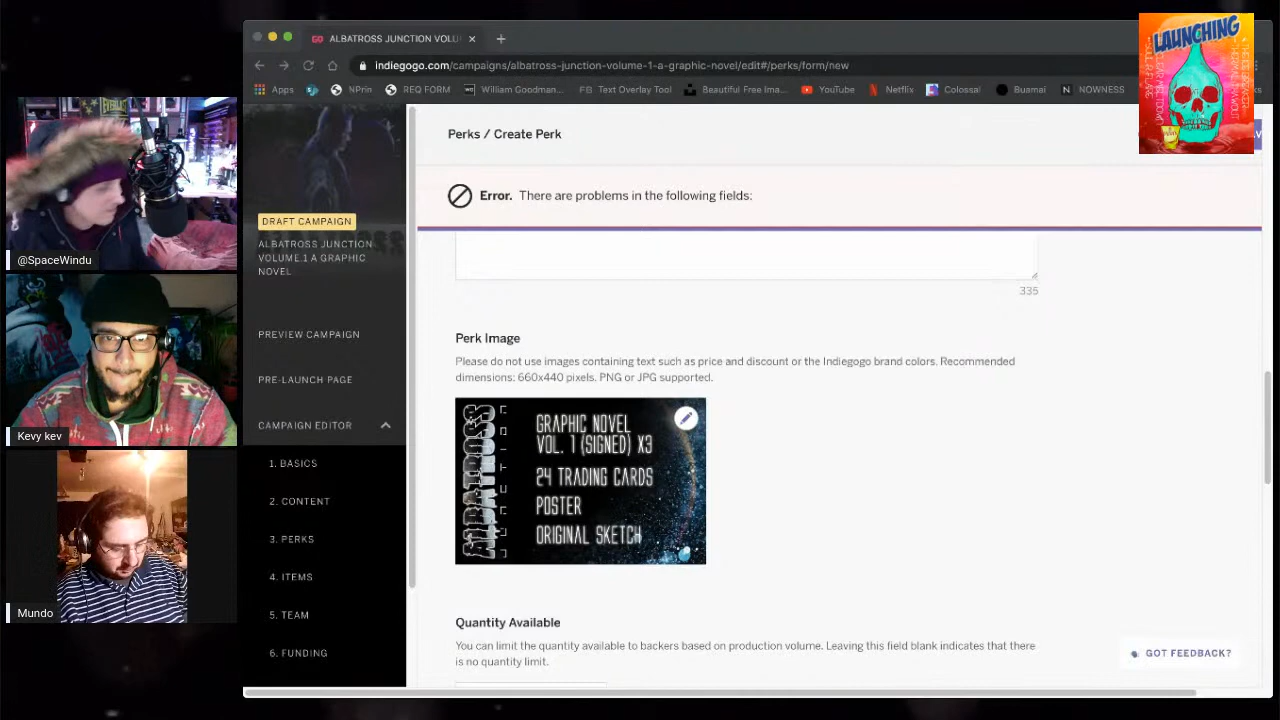 ALBATROSS JUNCTION VOLU
indiegogo.com/campaigns/albatross-junction-volume-1-a-graphic-novel/edit#/perks/form/new
Apps
NPrin
REQ FORM
William Goodman...
FB Text Overlay Tool
Beautiful Free Ima...
YouTube
Netflix
Colossal
Buamai
NOWNESS
LAUNCHING
Perks / Create Perk
Error. There are problems in the following fields:
DRAFT CAMPAIGN
ALBATROSS JUNCTION
VOLUME.1 A GRAPHIC
NOVEL
PREVIEW CAMPAIGN
PRE-LAUNCH PAGE
CAMPAIGN EDITOR
1. BASICS
2. CONTENT
3. PERKS
4. ITEMS
5. TEAM
6. FUNDING
335
Perk Image
Please do not use images containing text such as price and discount or the Indiegogo brand colors. Recommended
dimensions: 660x440 pixels. PNG or JPG supported.
ALBATROSS
GRAPHIC NOVEL
VOL. 1 (SIGNED) X3
24 TRADING CARDS
POSTER
ORIGINAL SKETCH
Quantity Available
You can limit the quantity available to backers based on production volume. Leaving this field blank indicates that there
is no quantity limit.
GOT FEEDBACK?
@SpaceWindu
Kevy kev
Mundo